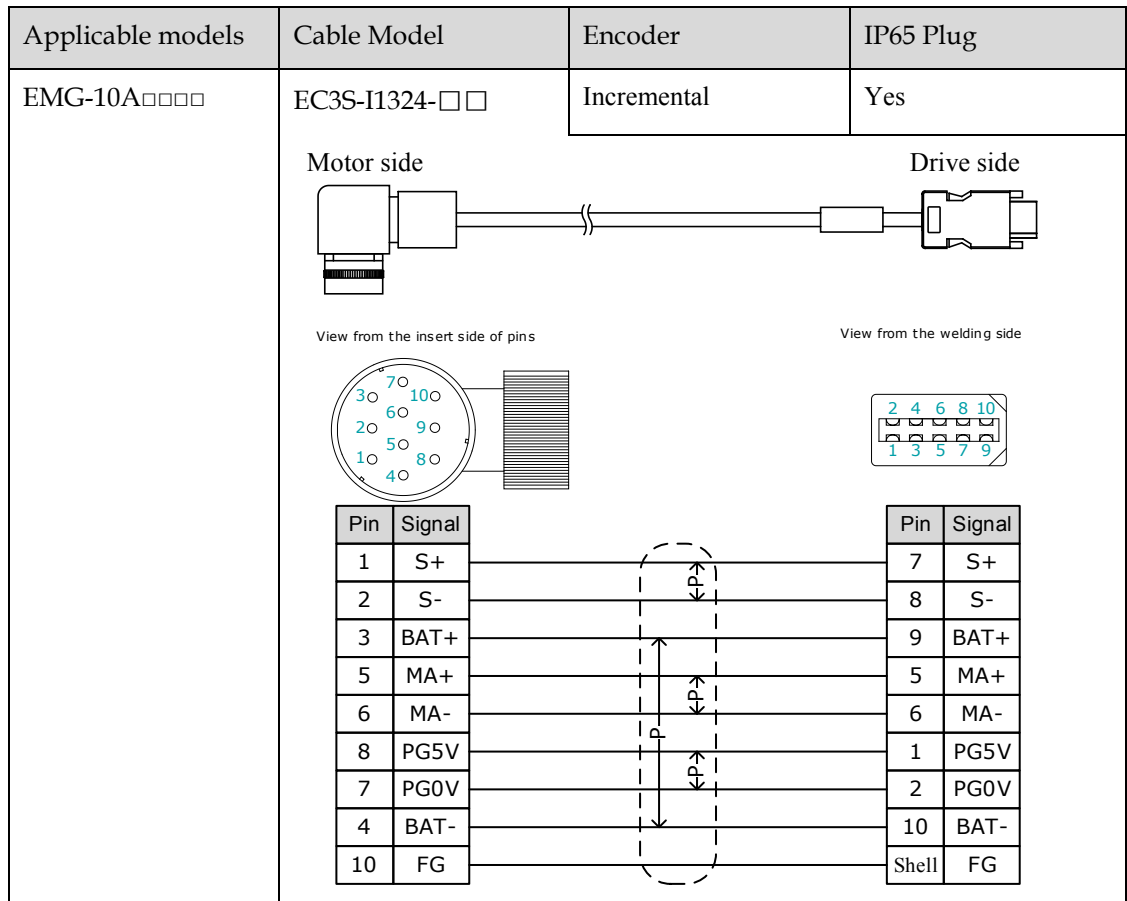 Applicable models Cable Model Encoder IP65 Plug
EMG-10A□□□□ EC3S-I1324-□□ Incremental Yes
Motor side Drive side
View from the insert side of pins View from the welding side
7
3 10
6
2 9
5
1 8
4
2 4 6 8 10
1 3 5 7 9
Pin Signal Pin Signal
1 S+ P 7 S+
2 S- 8 S-
3 BAT+ 9 BAT+
5 MA+ P 5 MA+
6 MA- 6 MA-
8 PG5V P P 1 PG5V
7 PG0V 2 PG0V
4 BAT- 10 BAT-
10 FG Shell FG